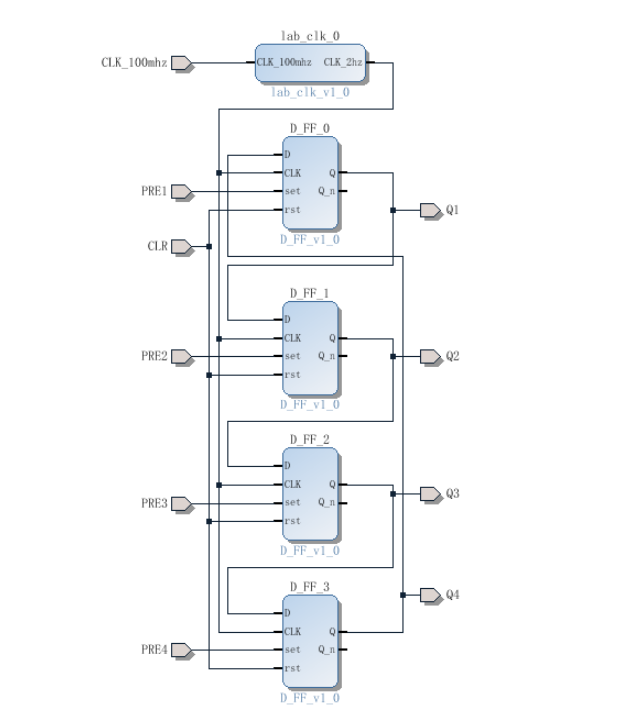 lab_clk_0
CLK_100mhz
CLK_100mhz CLK_2hz
lab_clk_v1_0
D_FF_0
D
CLK Q
PRE1
set Q_n
rst
Q1
CLR
D_FF_v1_0
D_FF_1
D
CLK Q
PRE2
set Q_n
Q2
rst
D_FF_v1_0
D_FF_2
D
CLK Q
Q3
PRE3
set Q_n
rst
D_FF_v1_0
D_FF_3
Q4
D
CLK Q
PRE4
set Q_n
rst
D_FF_v1_0